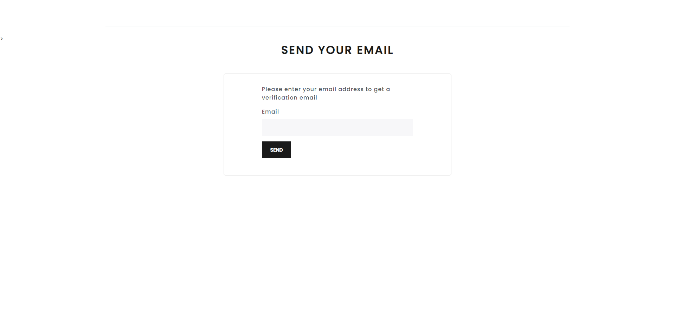 SEND YOUR EMAIL
Please enter your email address to get a
verification email
Email
SEND